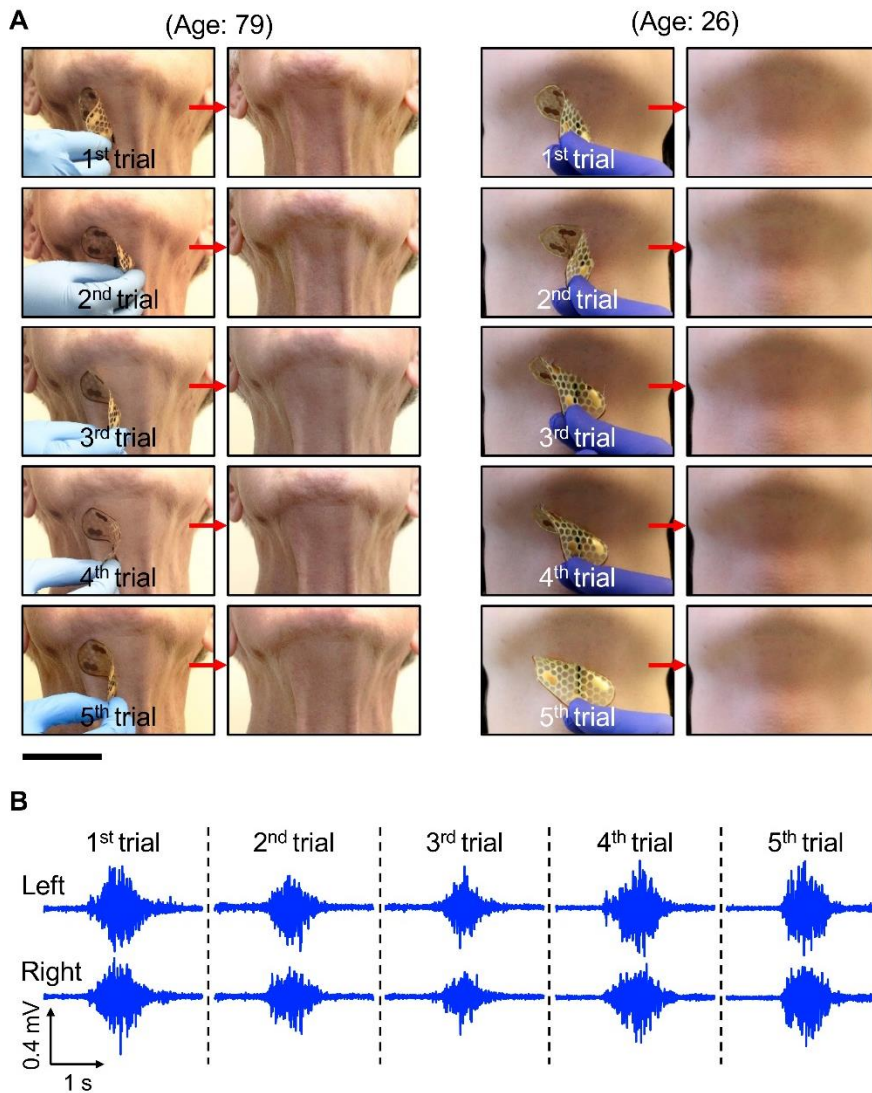 A
(Age: 79)
(Age: 26)
1st trial
1st trial
2nd trial
2nd trial
3rd trial
3rd trial
4th trial
4th trial
5th trial
5th trial
B
1st trial
2nd trial
3rd trial
4th trial
5th trial
Left
Right
0.4 mV
1 s